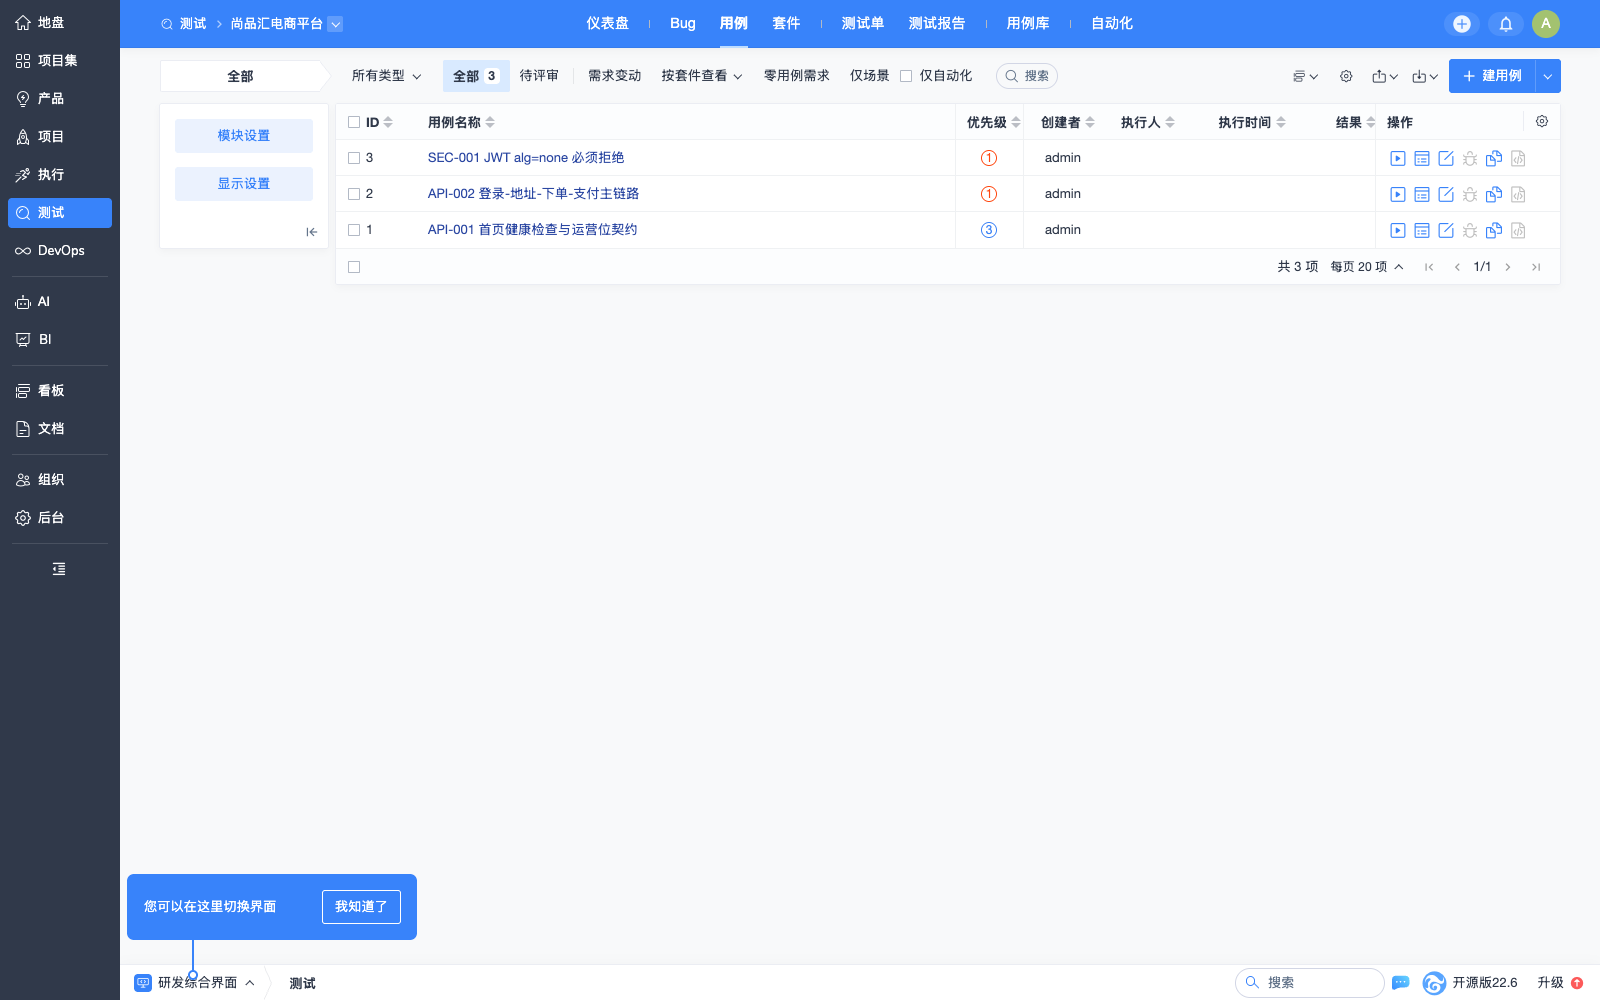 地盘
项目集
产品
项目
执行
测试
DevOps
AI
BI
看板
文档
组织
后台
测试 尚品汇电商平台
仪表盘 Bug 用例 套件 测试单 测试报告 用例库 自动化
A
全部
所有类型 全部 3 待评审 需求变动 按套件查看 零用例需求 仅场景 仅自动化 搜索
建用例
模块设置
显示设置
ID 用例名称 优先级 创建者 执行人 执行时间 结果 操作
3 SEC-001 JWT alg=none 必须拒绝 1 admin
2 API-002 登录-地址-下单-支付主链路 1 admin
1 API-001 首页健康检查与运营位契约 3 admin
共 3 项 每页 20 项 1/1
您可以在这里切换界面 我知道了
研发综合界面 测试
搜索 开源版22.6 升级